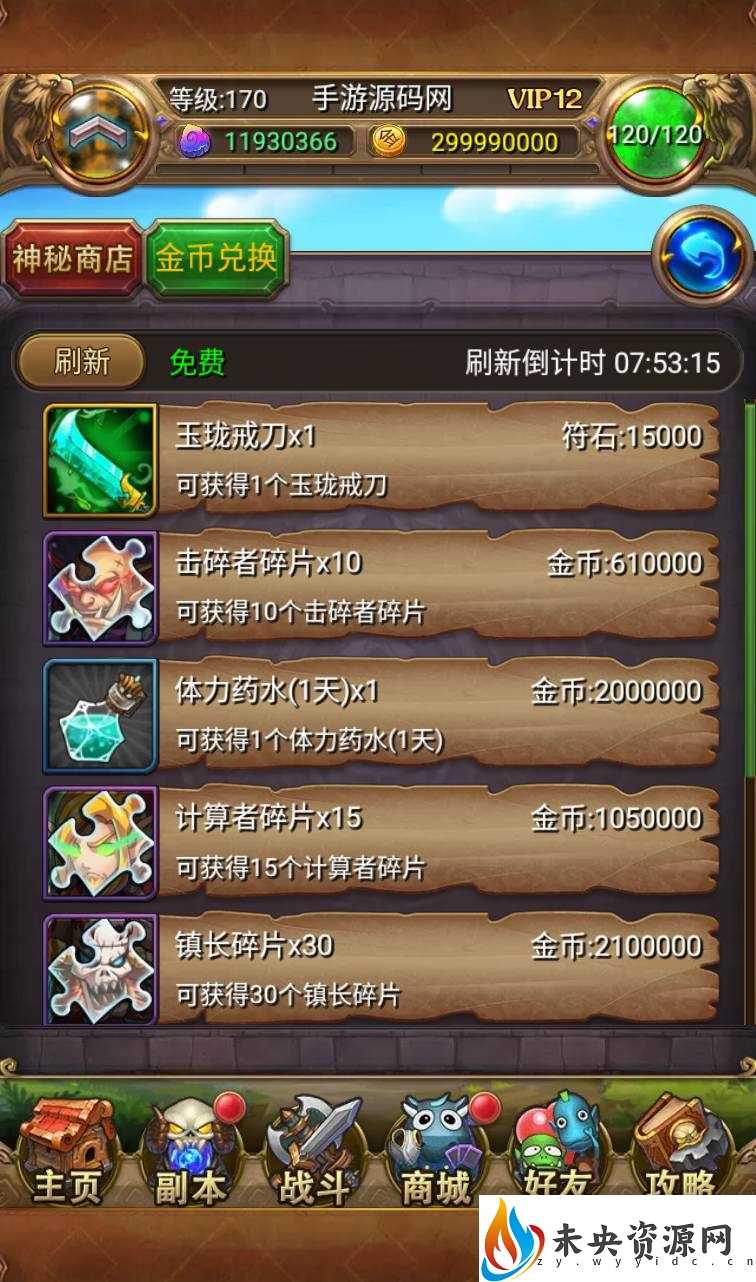 等级:170 手游源码网 VIP12
11930366 299990000 120/120
神秘商店 金币兑换
刷新 免费 刷新倒计时 07:53:15
玉珑戒刀x1 符石:15000
可获得1个玉珑戒刀
击碎者碎片x10 金币:610000
可获得10个击碎者碎片
体力药水(1天)x1 金币:2000000
可获得1个体力药水(1天)
计算者碎片x15 金币:1050000
可获得15个计算者碎片
镇长碎片x30 金币:2100000
可获得30个镇长碎片
主页 副本 战斗 商城 好友 攻略
未央资源网
zy.wyyidc.cn